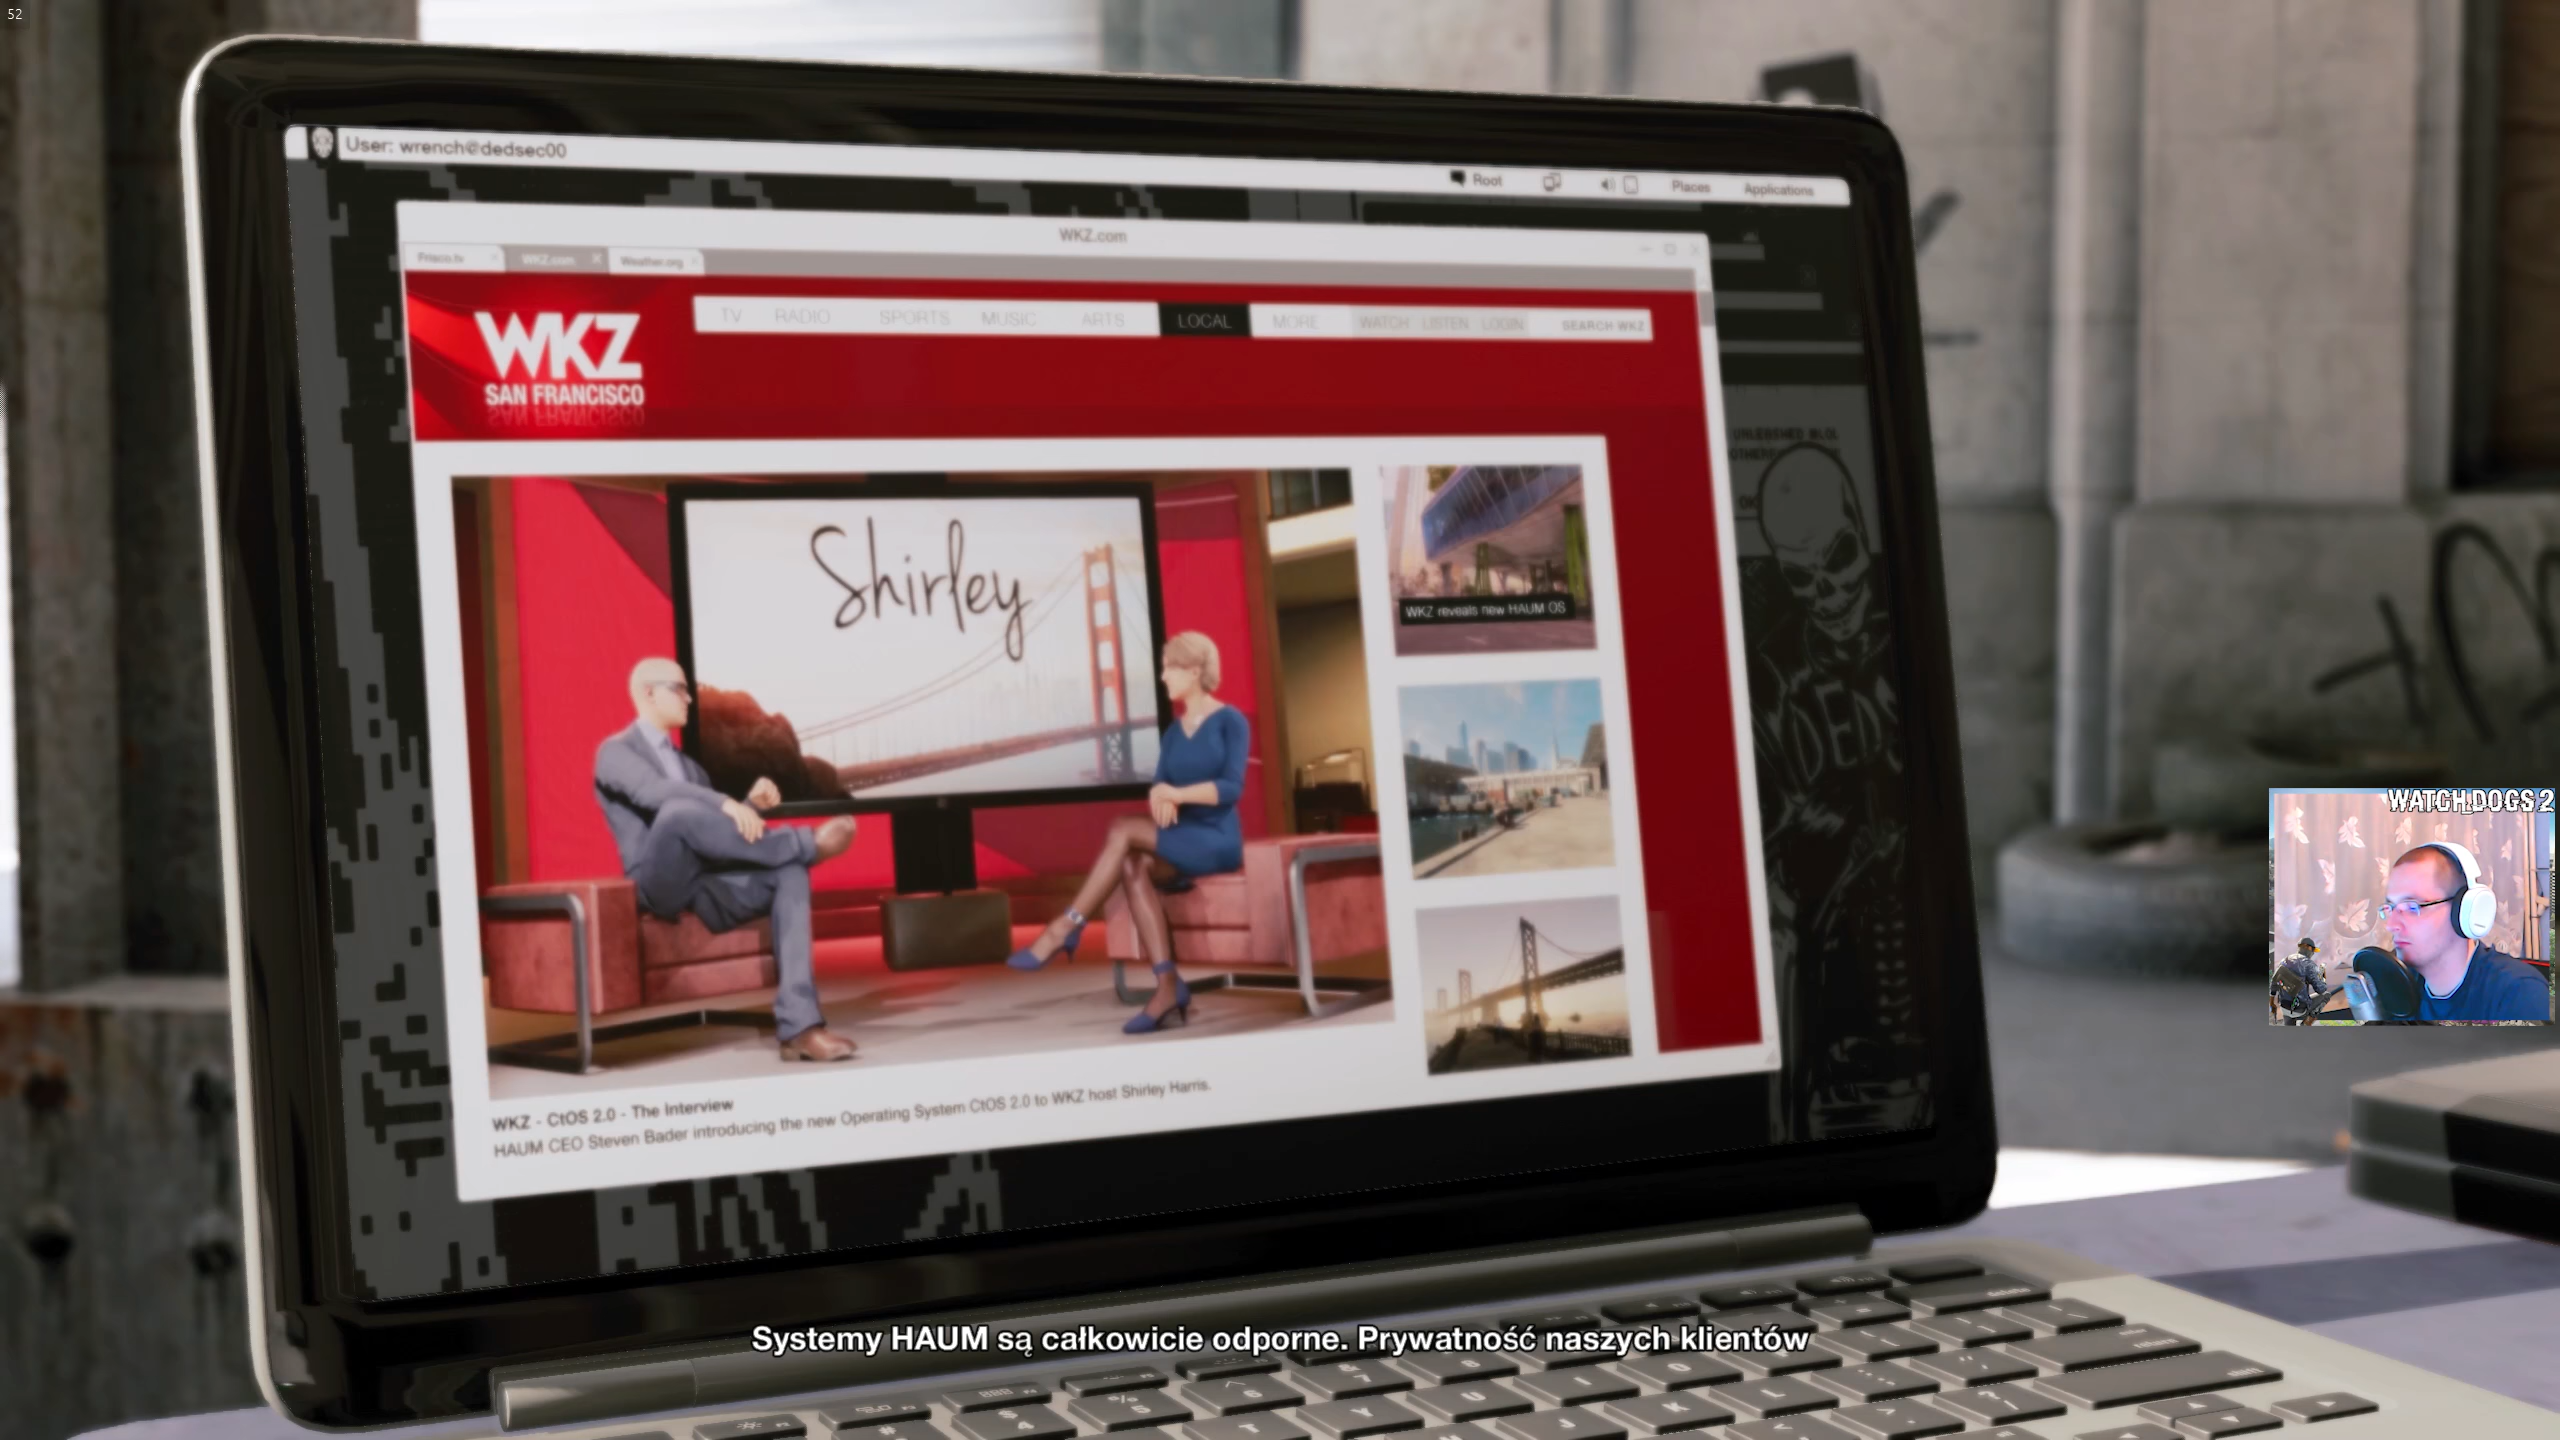 52
User: wrench@dedsec00
Root
Places
Applications
WKZ.com
Frisco.tv
WKZ.com
Weather.org
WKZ
SAN FRANCISCO
TV
RADIO
SPORTS
MUSIC
ARTS
LOCAL
MORE
WATCH
LISTEN
LOGIN
SEARCH WKZ
Shirley
WKZ reveals new HAUM OS
WKZ - CtOS 2.0 - The Interview
HAUM CEO Steven Bader introducing the new Operating System CtOS 2.0 to WKZ host Shirley Harris.
WATCH_DOGS 2
Systemy HAUM są całkowicie odporne. Prywatność naszych klientów